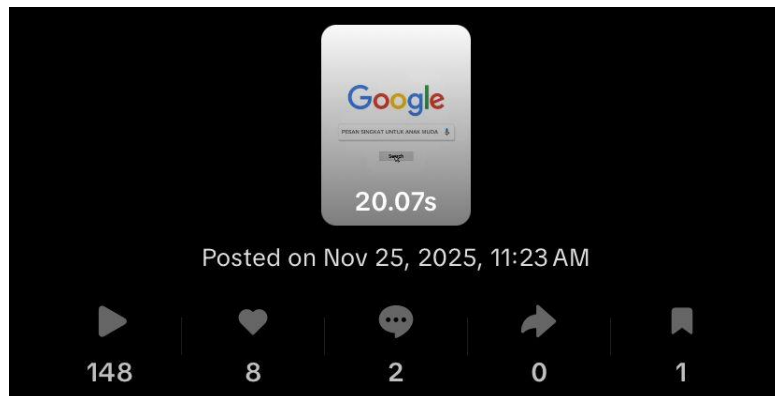 Google
PESAN SINGKAT UNTUK ANAK MUDA
Search
20.07s
Posted on Nov 25, 2025, 11:23 AM
148 8 2 0 1